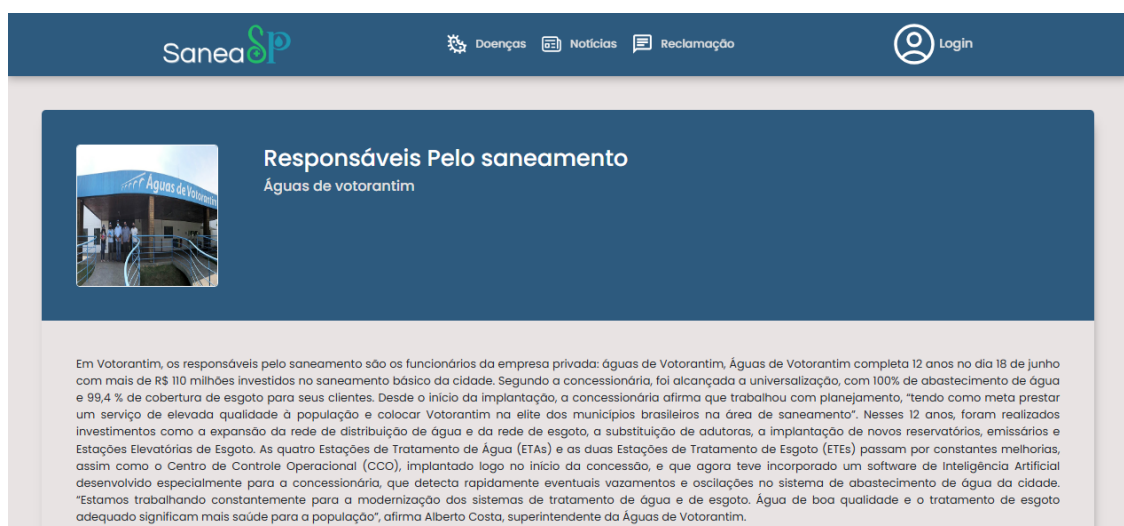 SaneaSP
Doenças
Notícias
Reclamação
Login
Águas de Votorantim
Responsáveis Pelo saneamento
Águas de votorantim
Em Votorantim, os responsáveis pelo saneamento são os funcionários da empresa privada: águas de Votorantim, Águas de Votorantim completa 12 anos no dia 18 de junho
com mais de R$ 110 milhões investidos no saneamento básico da cidade. Segundo a concessionária, foi alcançada a universalização, com 100% de abastecimento de água
e 99,4 % de cobertura de esgoto para seus clientes. Desde o início da implantação, a concessionária afirma que trabalhou com planejamento, “tendo como meta prestar
um serviço de elevada qualidade à população e colocar Votorantim na elite dos municípios brasileiros na área de saneamento”. Nesses 12 anos, foram realizados
investimentos como a expansão da rede de distribuição de água e da rede de esgoto, a substituição de adutoras, a implantação de novos reservatórios, emissários e
Estações Elevatórias de Esgoto. As quatro Estações de Tratamento de Água (ETAs) e as duas Estações de Tratamento de Esgoto (ETEs) passam por constantes melhorias,
assim como o Centro de Controle Operacional (CCO), implantado logo no início da concessão, e que agora teve incorporado um software de Inteligência Artificial
desenvolvido especialmente para a concessionária, que detecta rapidamente eventuais vazamentos e oscilações no sistema de abastecimento de água da cidade.
“Estamos trabalhando constantemente para a modernização dos sistemas de tratamento de água e de esgoto. Água de boa qualidade e o tratamento de esgoto
adequado significam mais saúde para a população”, afirma Alberto Costa, superintendente da Águas de Votorantim.